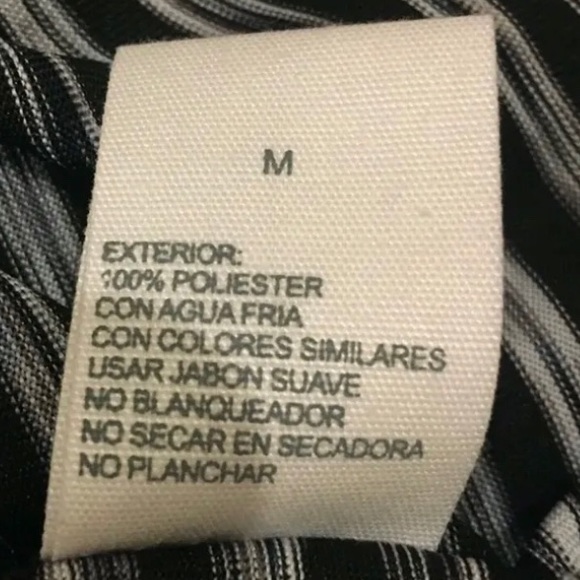 M
EXTERIOR:
100% POLIESTER
CON AGUA FRIA
CON COLORES SIMILARES
USAR JABON SUAVE
NO BLANQUEADOR
NO SECAR EN SECADORA
NO PLANCHAR